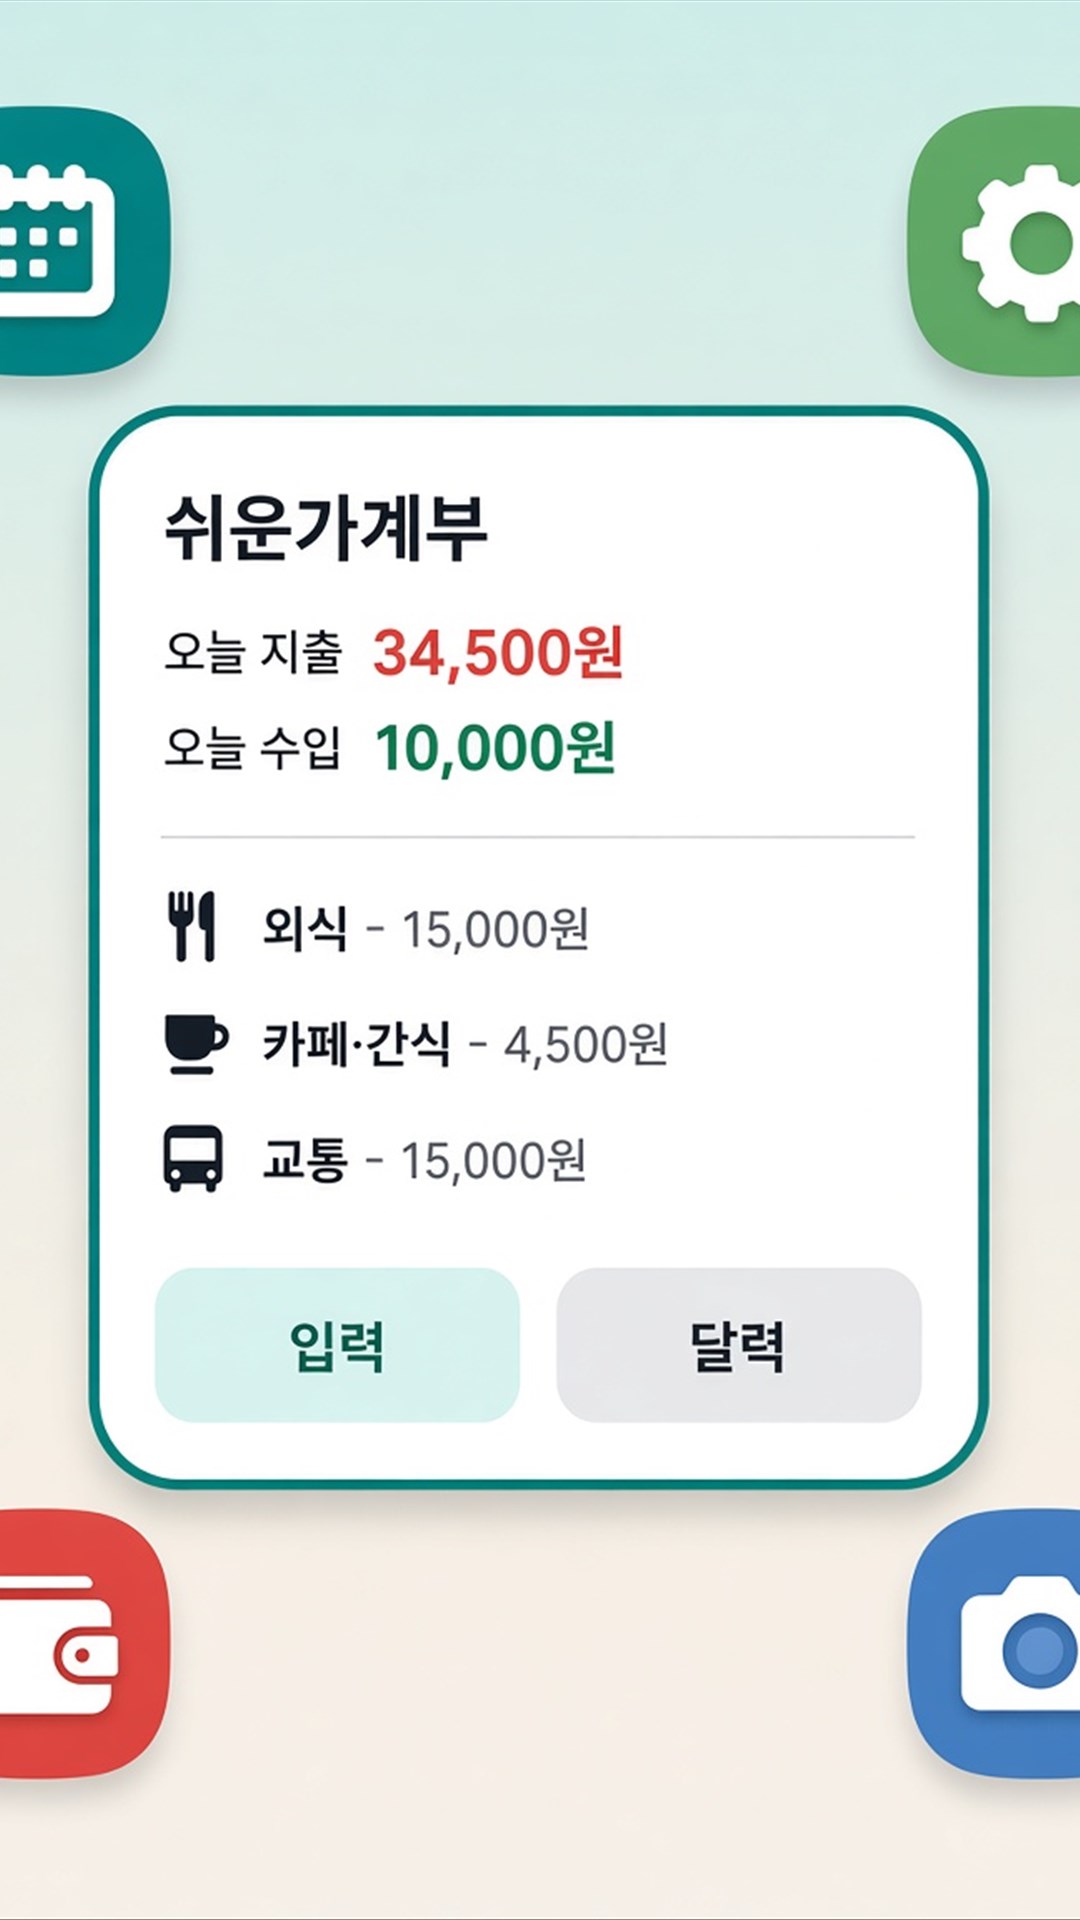 쉬운가계부
오늘 지출 34,500원
오늘 수입 10,000원
외식 - 15,000원
카페·간식 - 4,500원
교통 - 15,000원
입력
달력